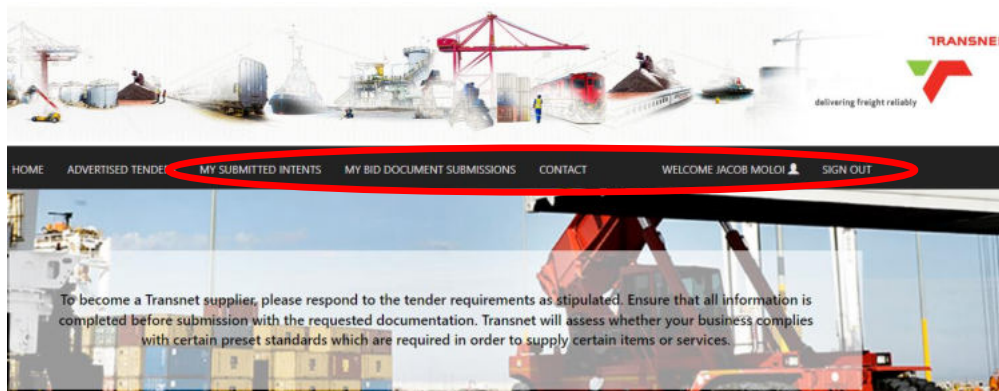 TRANSNET
delivering freight reliably
HOME ADVERTISED TENDE MY SUBMITTED INTENTS MY BID DOCUMENT SUBMISSIONS CONTACT WELCOME JACOB MOLOI SIGN OUT
To become a Transnet supplier, please respond to the tender requirements as stipulated. Ensure that all information is
completed before submission with the requested documentation. Transnet will assess whether your business complies
with certain preset standards which are required in order to supply certain items or services.